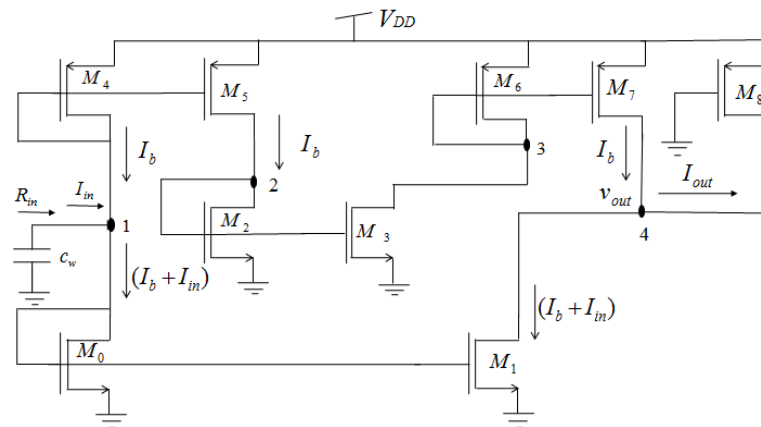 V_DD
M_4
M_5
M_6
M_7
M_8
I_b
I_b
3
I_b
I_out
2
R_in
I_in
v_out
1
M_2
M_3
4
c_w
(I_b + I_in)
(I_b + I_in)
M_0
M_1